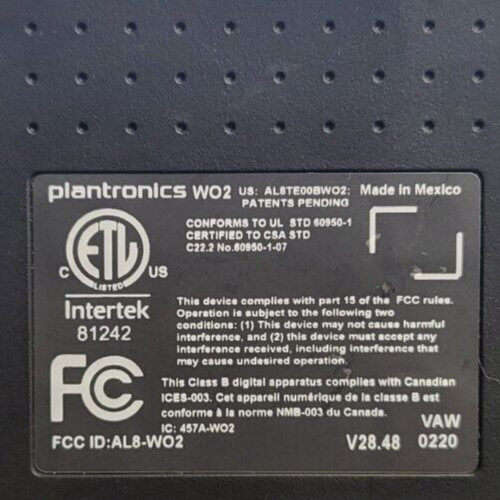 plantronics WO2 US: AL8TE00BWO2: Made in Mexico
PATENTS PENDING
CONFORMS TO UL STD 60950-1
CERTIFIED TO CSA STD
C22.2 No.60950-1-07
ETL
C US
LISTED
Intertek
81242
This device complies with part 15 of the FCC rules.
Operation is subject to the following two
conditions: (1) This device may not cause harmful
interference, and (2) this device must accept any
interference received, including interference that
may cause undesired operation.
FC
This Class B digital apparatus complies with Canadian
ICES-003. Cet appareil numérique de la classe B est
conforme à la norme NMB-003 du Canada.
IC: 457A-WO2
FCC ID:AL8-WO2
V28.48
VAW
0220